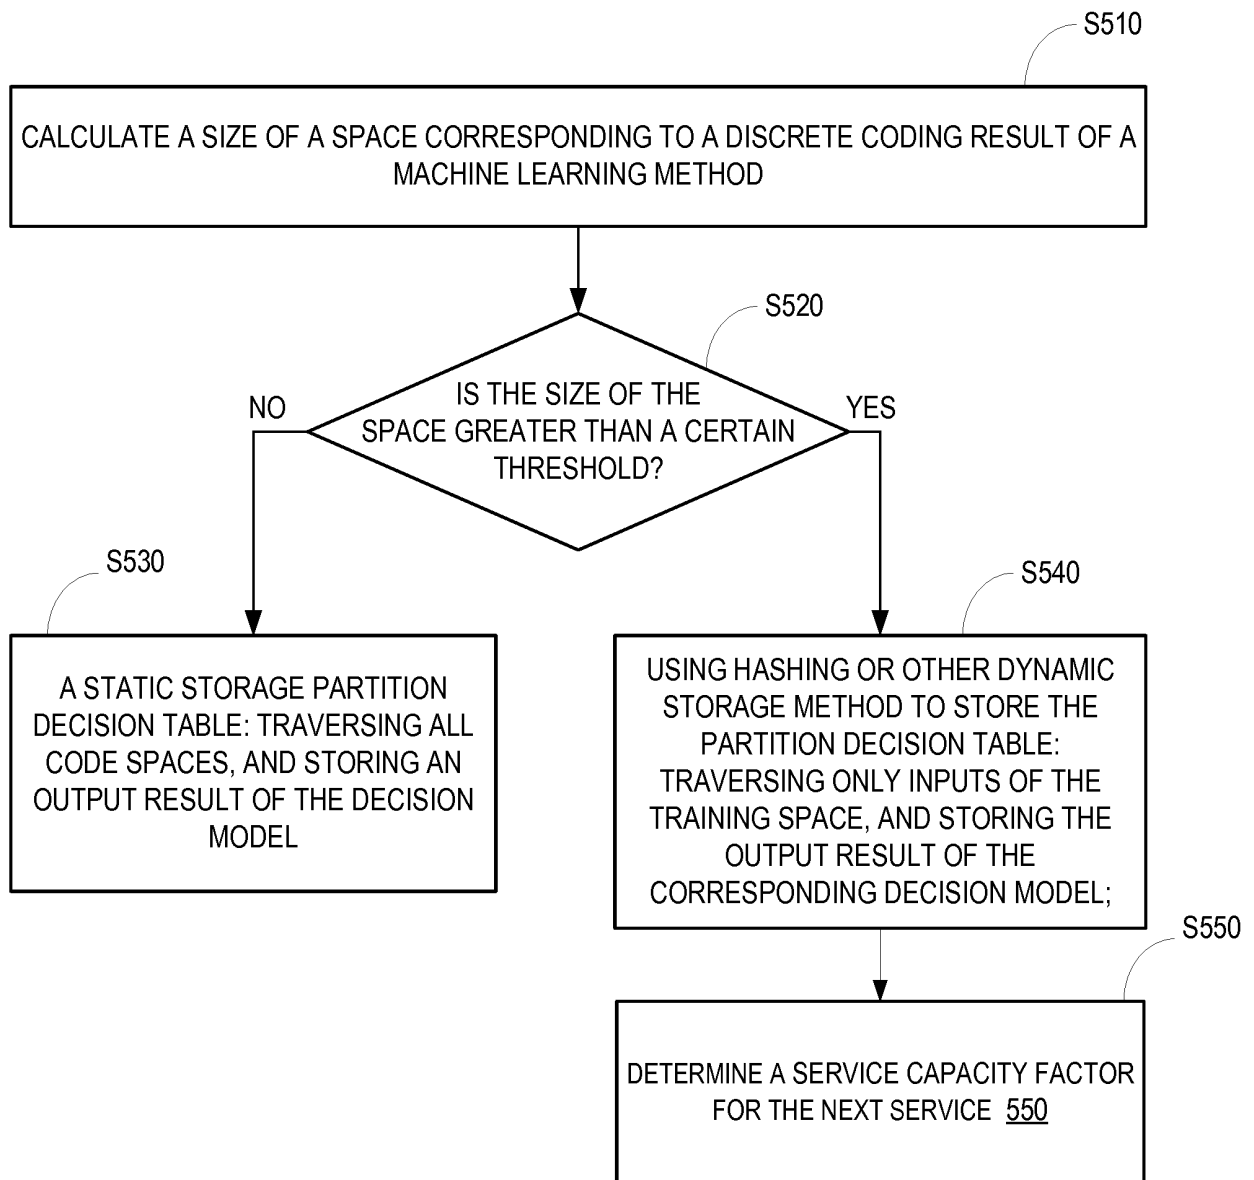 S510
CALCULATE A SIZE OF A SPACE CORRESPONDING TO A DISCRETE CODING RESULT OF A
MACHINE LEARNING METHOD
S520
IS THE SIZE OF THE
SPACE GREATER THAN A CERTAIN
THRESHOLD?
NO
YES
S530
A STATIC STORAGE PARTITION
DECISION TABLE: TRAVERSING ALL
CODE SPACES, AND STORING AN
OUTPUT RESULT OF THE DECISION
MODEL
S540
USING HASHING OR OTHER DYNAMIC
STORAGE METHOD TO STORE THE
PARTITION DECISION TABLE:
TRAVERSING ONLY INPUTS OF THE
TRAINING SPACE, AND STORING THE
OUTPUT RESULT OF THE
CORRESPONDING DECISION MODEL;
S550
DETERMINE A SERVICE CAPACITY FACTOR
FOR THE NEXT SERVICE 550